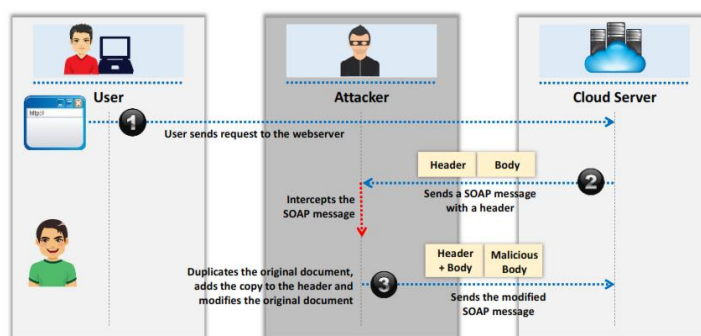 User
Attacker
Cloud Server
Http://
1
User sends request to the webserver
Header
Body
2
Sends a SOAP message
with a header
Intercepts the
SOAP message
Duplicates the original document,
adds the copy to the header and
modifies the original document
3
Header
+ Body
Malicious
Body
Sends the modified
SOAP message